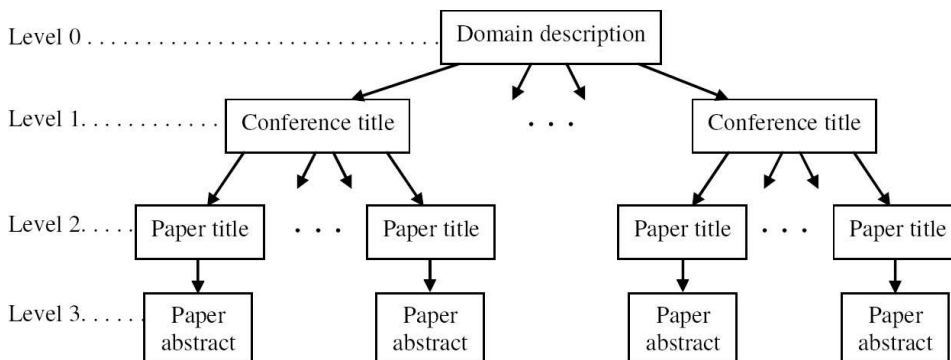 Level 0 . . . . . . . . . . . . . . . . . . . . . . . . . . . . . . Domain description
Level 1. . . . . . . . . . . . Conference title . . . Conference title
Level 2. . . . . Paper title . . . Paper title Paper title . . . Paper title
Level 3. . . . . . Paper abstract Paper abstract Paper abstract Paper abstract